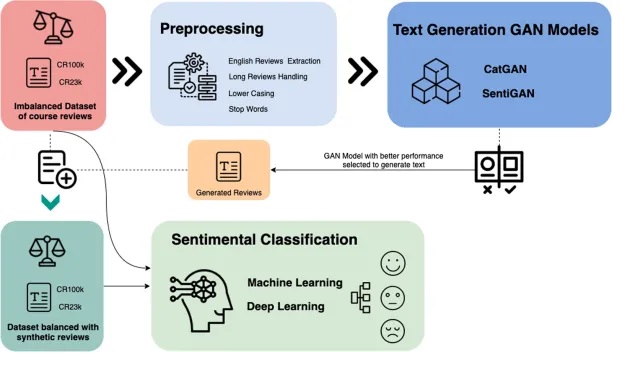 CR100k
CR23k
Imbalanced Dataset
of course reviews
Preprocessing
English Reviews Extraction
Long Reviews Handling
Lower Casing
Stop Words
Text Generation GAN Models
CatGAN
SentiGAN
GAN Model with better performance
selected to generate text
Generated Reviews
CR100k
CR23k
Dataset balanced with
synthetic reviews
Sentimental Classification
Machine Learning
Deep Learning